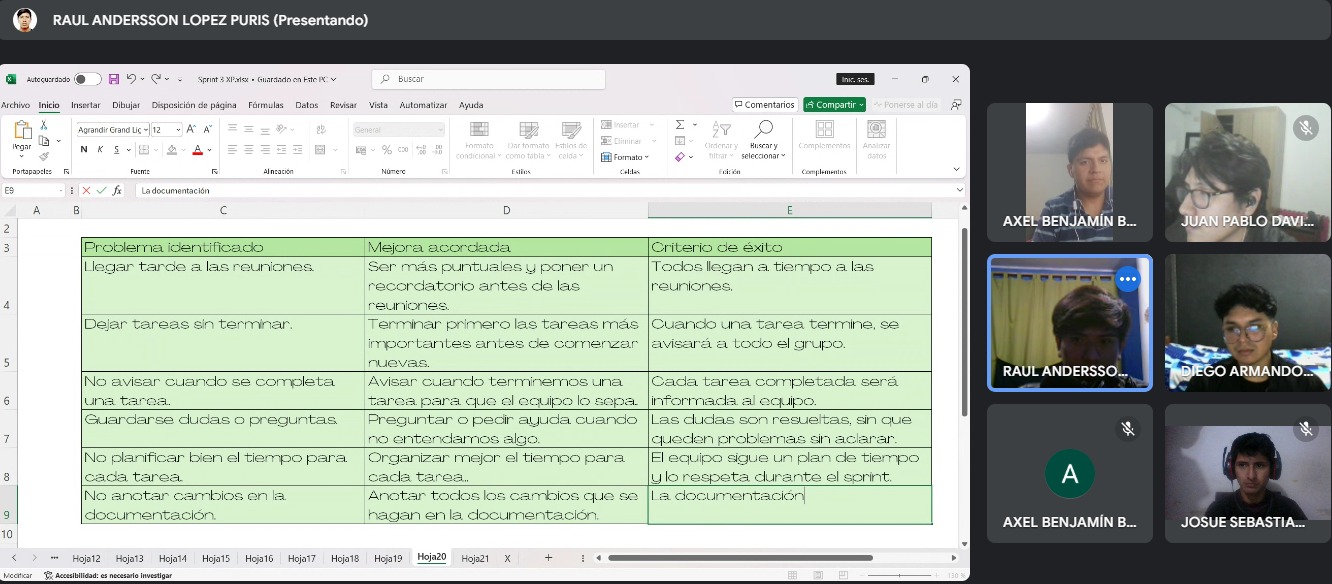 RAUL ANDERSSON LOPEZ PURIS (Presentando)
Autoguardado
Sprint 3 XP.xlsx • Guardado en Este PC
Buscar
Inic. ses.
Archivo Inicio Insertar Dibujar Disposición de página Fórmulas Datos Revisar Vista Automatizar Ayuda
Comentarios
Compartir
Ponerse al día
Pegar
Agrandir Grand Lig 12
N K S
General
Formato condicional
Dar formato como tabla
Estilos de celda
Insertar
Eliminar
Formato
Ordenar y filtrar
Buscar y seleccionar
Complementos
Analizar datos
Portapapeles Fuente Alineación Número Estilos Celdas Edición Complementos
E9 fx La documentación
A B C D E
2
3 Problema identificado Mejora acordada Criterio de éxito
Llegar tarde a las reuniones. Ser más puntuales y poner un Todos llegan a tiempo a las
recordatorio antes de las reuniones.
4 reuniones.
Dejar tareas sin terminar. Terminar primero las tareas más Cuando una tarea termine, se
importantes antes de comenzar avisará a todo el grupo.
5 nuevas.
No avisar cuando se completa Avisar cuando terminemos una Cada tarea completada será
6 una tarea. tarea para que el equipo lo sepa. informada al equipo.
Guardarse dudas o preguntas. Preguntar o pedir ayuda cuando Las dudas son resueltas, sin que
7 no entendamos algo. queden problemas sin aclarar.
No planificar bien el tiempo para Organizar mejor el tiempo para El equipo sigue un plan de tiempo
8 cada tarea. cada tarea.. y lo respeta durante el sprint.
No anotar cambios en la Anotar todos los cambios que se La documentación
9 documentación. hagan en la documentación.
10
Hoja12 Hoja13 Hoja14 Hoja15 Hoja16 Hoja17 Hoja18 Hoja19 Hoja20 Hoja21 X
Modificar Accesibilidad: es necesario investigar
AXEL BENJAMÍN B...
JUAN PABLO DAVI...
RAUL ANDERSSO...
DIEGO ARMANDO...
A
AXEL BENJAMÍN B...
JOSUE SEBASTIA...